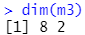 > dim(m3)
[1] 8 2